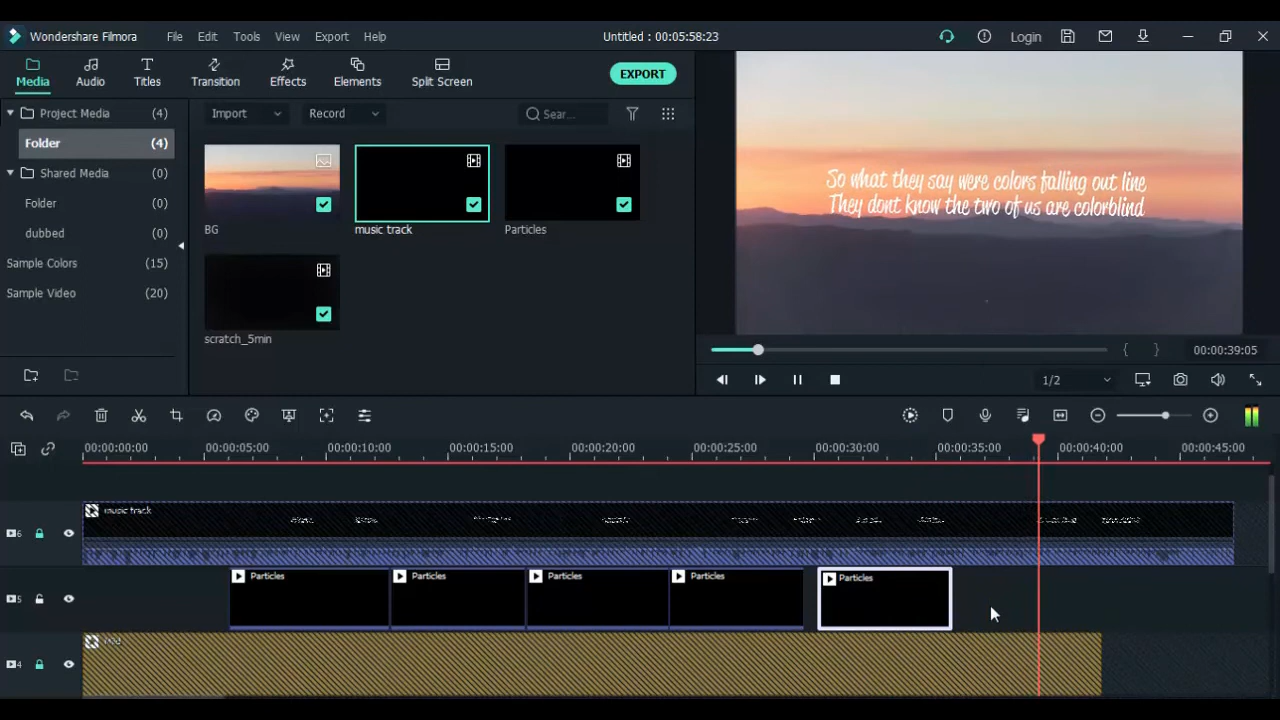 Wondershare Filmora
File Edit Tools View Export Help
Untitled : 00:05:58:23
Login
Media Audio Titles Transition Effects Elements Split Screen
EXPORT
Project Media (4)
Folder (4)
Shared Media (0)
Folder (0)
dubbed (0)
Sample Colors (15)
Sample Video (20)
Import Record Sear...
BG music track Particles
scratch_5min
So what they say were colors falling out line
They dont know the two of us are colorblind
{ } 00:00:39:05
1/2
00:00:00:00 00:00:05:00 00:00:10:00 00:00:15:00 00:00:20:00 00:00:25:00 00:00:30:00 00:00:35:00 00:00:40:00 00:00:45:00
6 music track
5 Particles Particles Particles Particles Particles
4